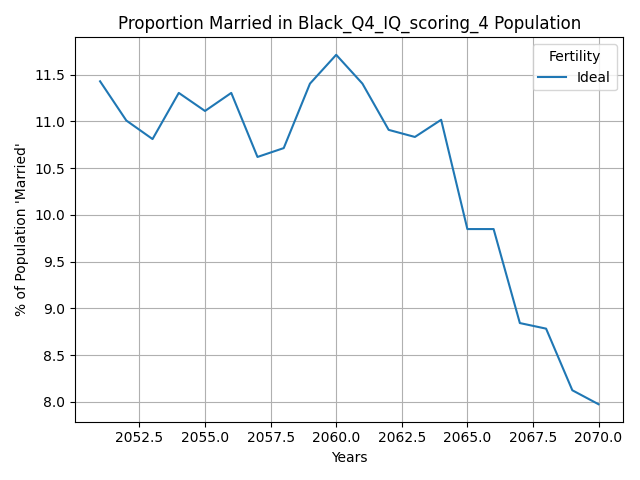 Proportion Married in Black_Q4_IQ_scoring_4 Population
Fertility
Ideal
% of Population 'Married'
11.5
11.0
10.5
10.0
9.5
9.0
8.5
8.0
2052.5 2055.0 2057.5 2060.0 2062.5 2065.0 2067.5 2070.0
Years